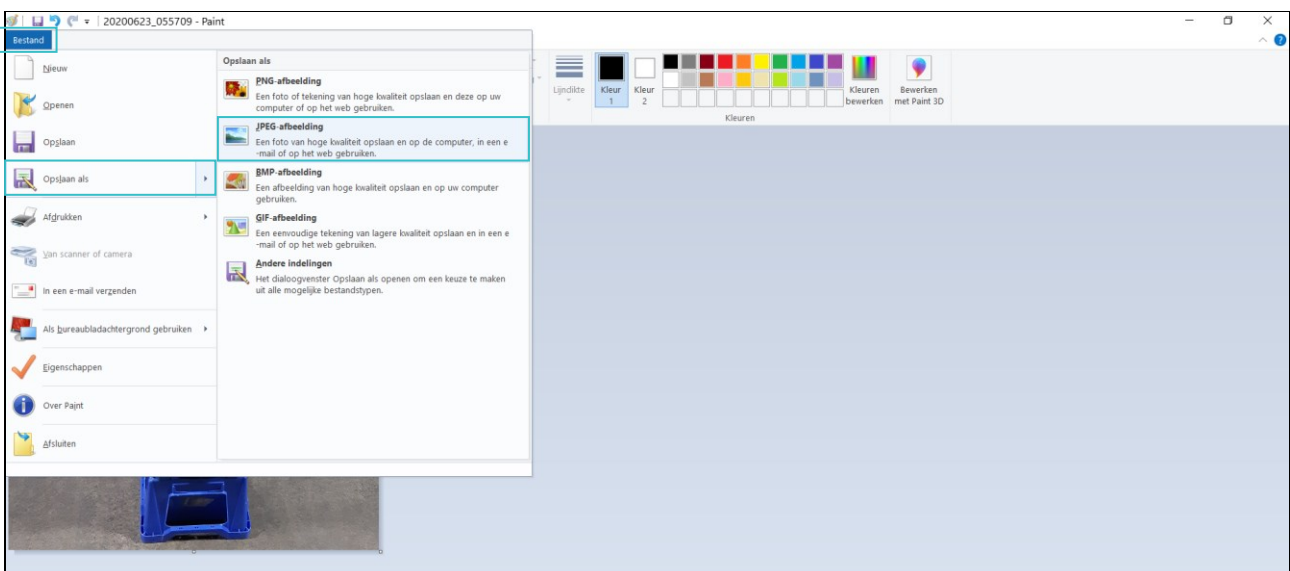 20200623_055709 - Paint
Bestand
Nieuw
Openen
Opslaan
Opslaan als
Afdrukken
Van scanner of camera
In een e-mail verzenden
Als bureaubladachtergrond gebruiken
Eigenschappen
Over Paint
Afsluiten
Opslaan als
PNG-afbeelding
Een foto of tekening van hoge kwaliteit opslaan en deze op uw
computer of op het web gebruiken.
JPEG-afbeelding
Een foto van hoge kwaliteit opslaan en op de computer, in een e
-mail of op het web gebruiken.
BMP-afbeelding
Een afbeelding van hoge kwaliteit opslaan en op uw computer
gebruiken.
GIF-afbeelding
Een eenvoudige tekening van lagere kwaliteit opslaan en in een e
-mail of op het web gebruiken.
Andere indelingen
Het dialoogvenster Opslaan als openen om een keuze te maken
uit alle mogelijke bestandstypen.
Lijndikte
Kleur
1
Kleur
2
Kleuren
bewerken
Bewerken
met Paint 3D
Kleuren